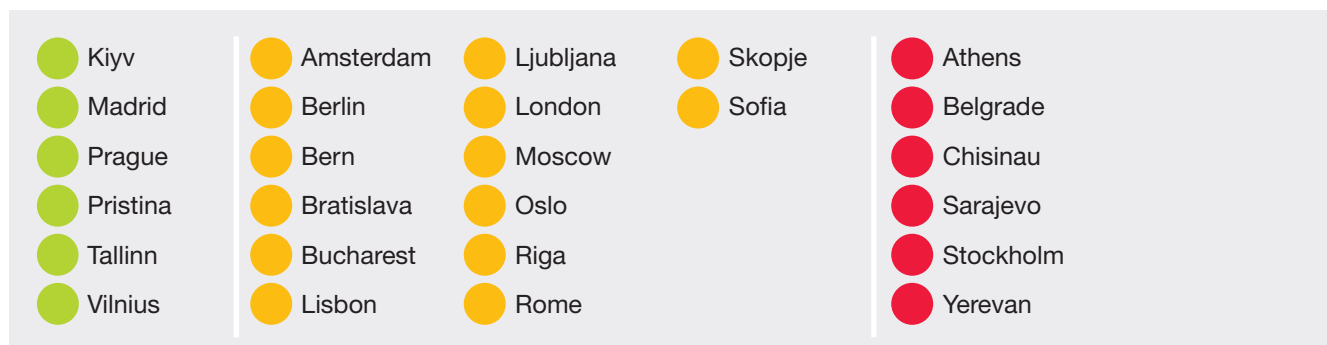 Kiyv
Madrid
Prague
Pristina
Tallinn
Vilnius
Amsterdam
Berlin
Bern
Bratislava
Bucharest
Lisbon
Ljubljana
London
Moscow
Oslo
Riga
Rome
Skopje
Sofia
Athens
Belgrade
Chisinau
Sarajevo
Stockholm
Yerevan